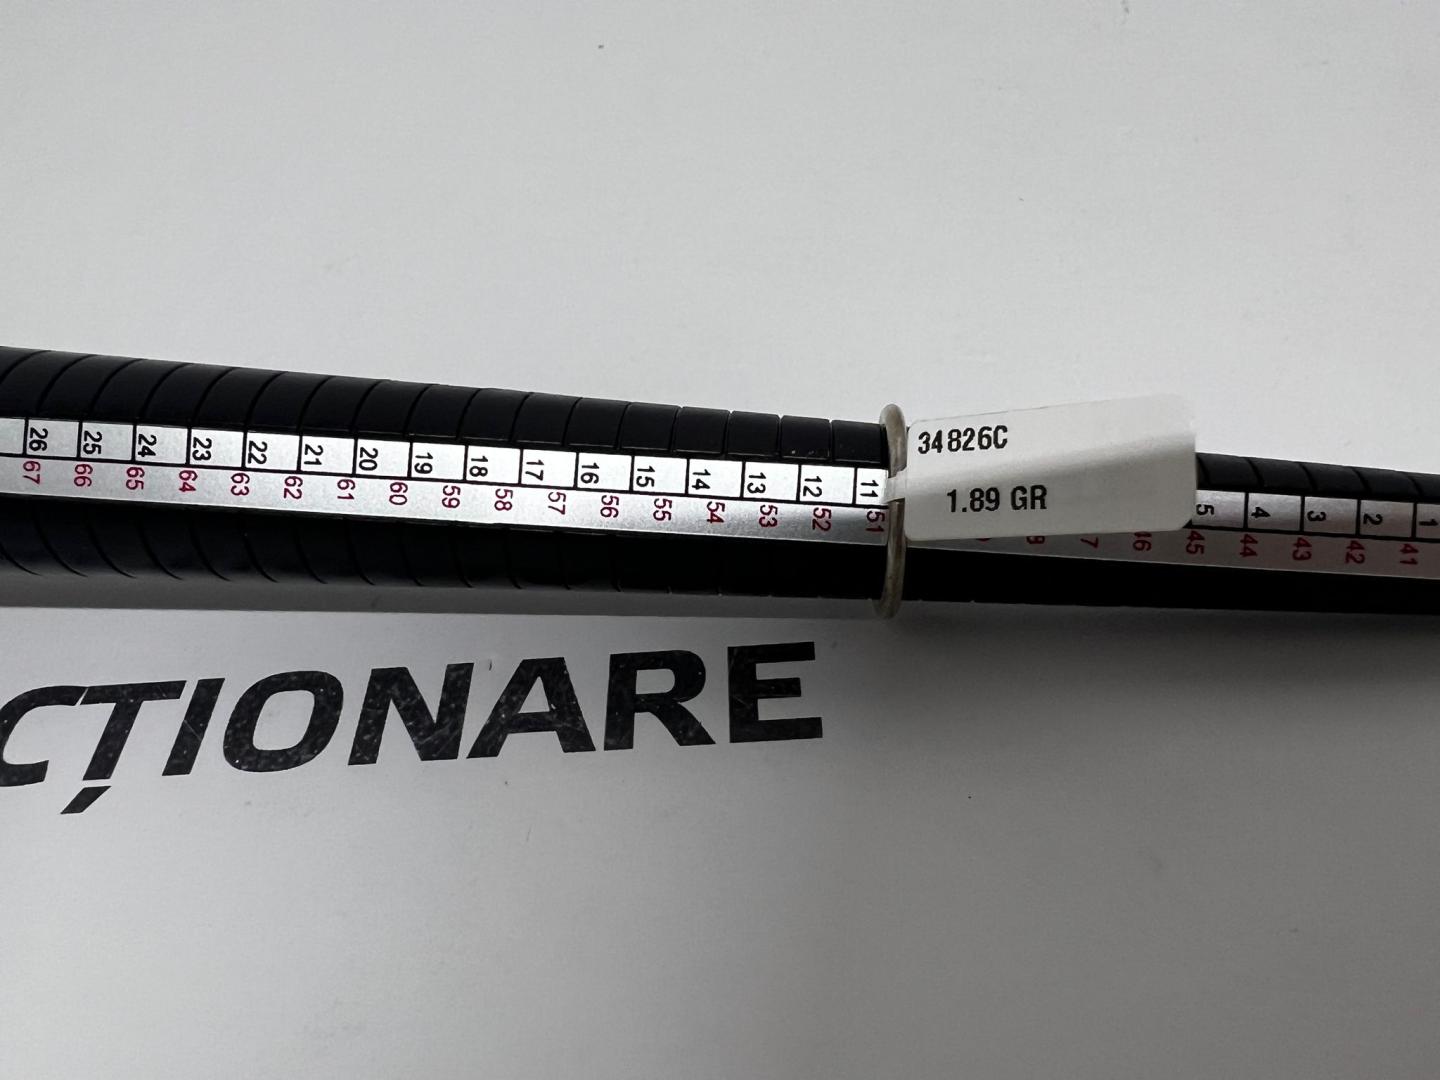 26 25 24 23 22 21 20 19 18 17 16 15 14 13 12 11
67 66 65 64 63 62 61 60 59 58 57 56 55 54 53 52 51
34826C
1.89 GR
5 4 3 2 1
45 44 43 42 41
CȚIONARE